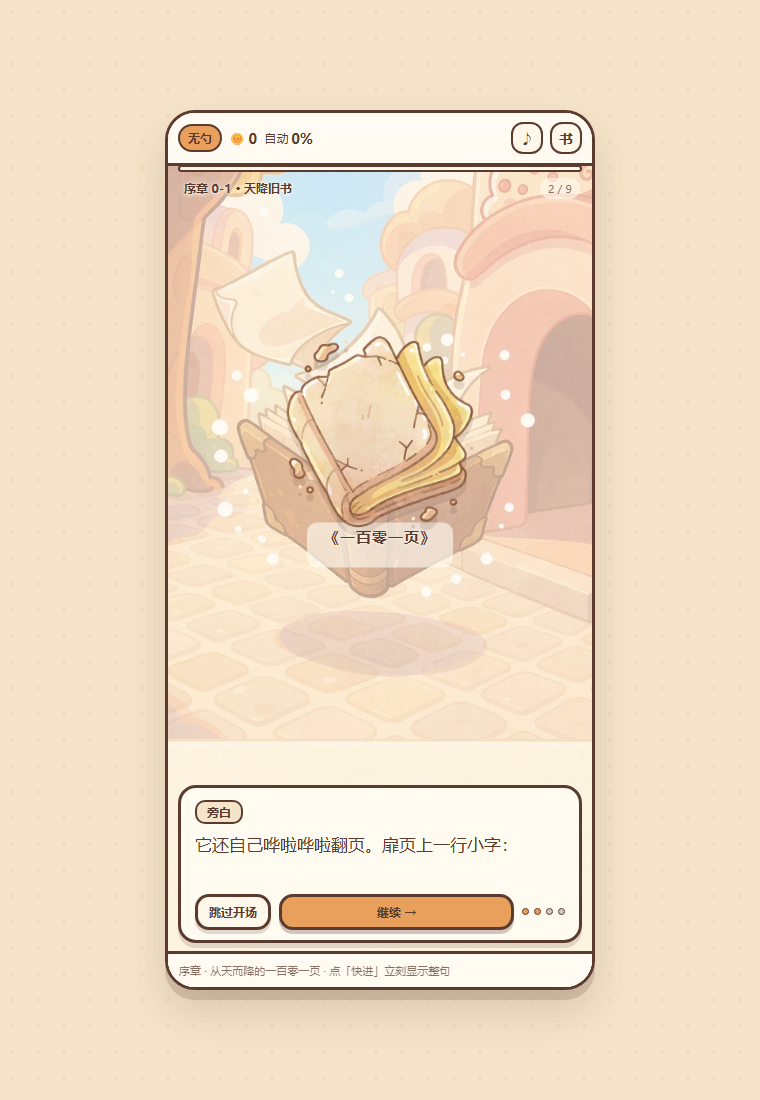 无勺 0 自动 0% ♪ 书
序章 0-1 • 天降旧书 2 / 9
《一百零一页》
旁白
它还自己哗啦哗啦翻页。扉页上一行小字：
跳过开场 继续 →
序章 · 从天而降的一百零一页 · 点「快进」立刻显示整句